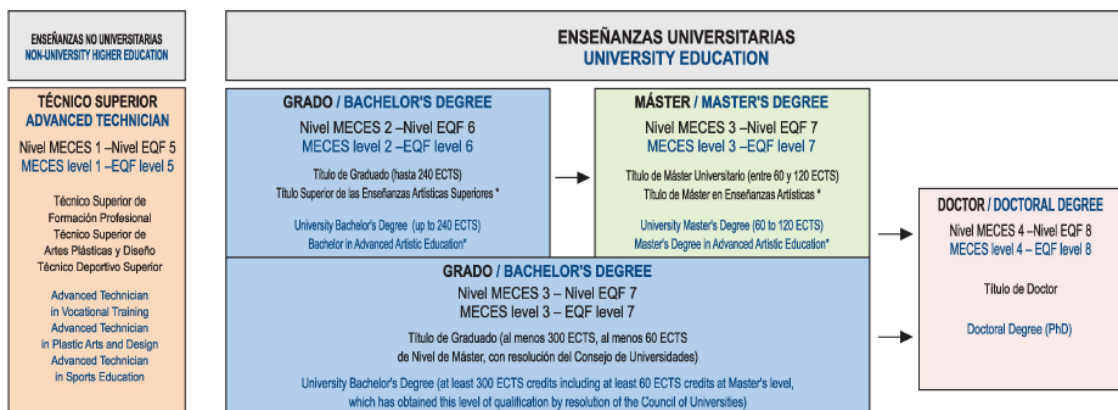 ENSEÑANZAS NO UNIVERSITARIAS
NON-UNIVERSITY HIGHER EDUCATION
ENSEÑANZAS UNIVERSITARIAS
UNIVERSITY EDUCATION
TÉCNICO SUPERIOR
ADVANCED TECHNICIAN
Nivel MECES 1 –Nivel EQF 5
MECES level 1 –EQF level 5
Técnico Superior de
Formación Profesional
Técnico Superior de
Artes Plásticas y Diseño
Técnico Deportivo Superior
Advanced Technician
in Vocational Training
Advanced Technician
in Plastic Arts and Design
Advanced Technician
in Sports Education
GRADO / BACHELOR'S DEGREE
Nivel MECES 2 –Nivel EQF 6
MECES level 2 –EQF level 6
Título de Graduado (hasta 240 ECTS)
Título Superior de las Enseñanzas Artísticas Superiores *
University Bachelor's Degree (up to 240 ECTS)
Bachelor in Advanced Artistic Education*
MÁSTER / MASTER'S DEGREE
Nivel MECES 3 –Nivel EQF 7
MECES level 3 –EQF level 7
Título de Máster Universitario (entre 60 y 120 ECTS)
Título de Máster en Enseñanzas Artísticas *
University Master's Degree (60 to 120 ECTS)
Master's Degree in Advanced Artistic Education*
GRADO / BACHELOR'S DEGREE
Nivel MECES 3 – Nivel EQF 7
MECES level 3 – EQF level 7
Título de Graduado (al menos 300 ECTS, al menos 60 ECTS
de Nivel de Máster, con resolución del Consejo de Universidades)
University Bachelor's Degree (at least 300 ECTS credits including at least 60 ECTS credits at Master's level,
which has obtained this level of qualification by resolution of the Council of Universities)
DOCTOR / DOCTORAL DEGREE
Nivel MECES 4 –Nivel EQF 8
MECES level 4 – EQF level 8
Título de Doctor
Doctoral Degree (PhD)